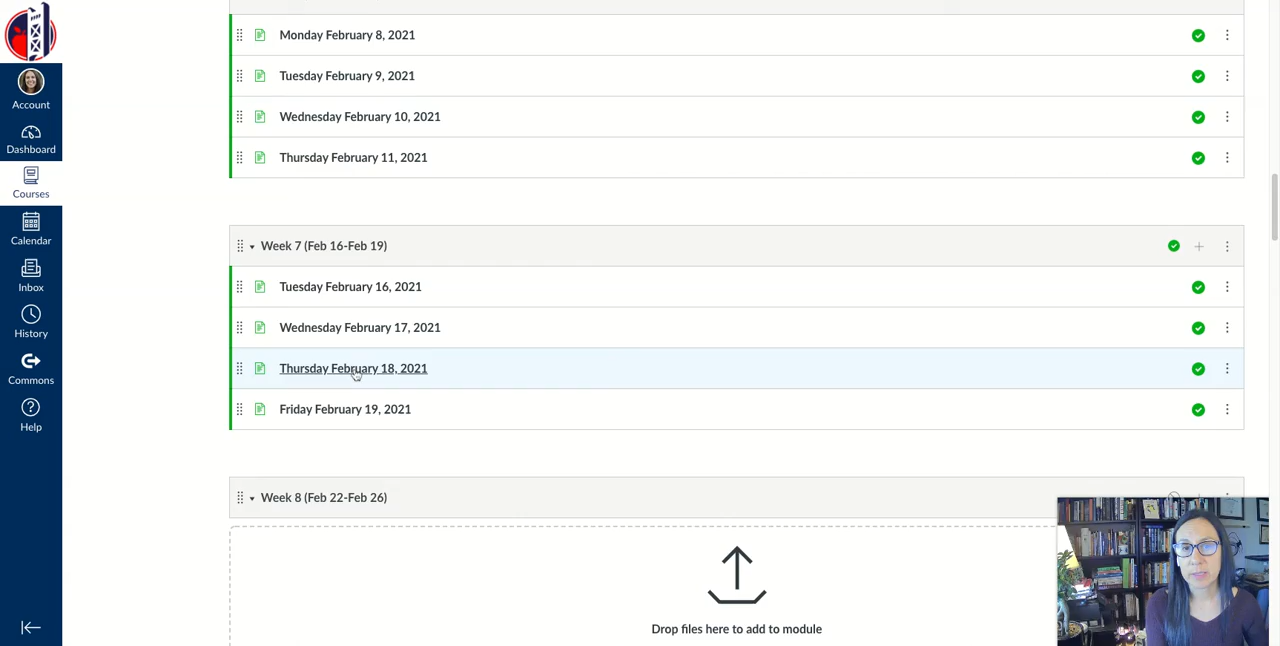 Monday February 8, 2021
Tuesday February 9, 2021
Wednesday February 10, 2021
Thursday February 11, 2021
Week 7 (Feb 16-Feb 19)
Tuesday February 16, 2021
Wednesday February 17, 2021
Thursday February 18, 2021
Friday February 19, 2021
Week 8 (Feb 22-Feb 26)
Drop files here to add to module
Account
Dashboard
Courses
Calendar
Inbox
History
Commons
Help